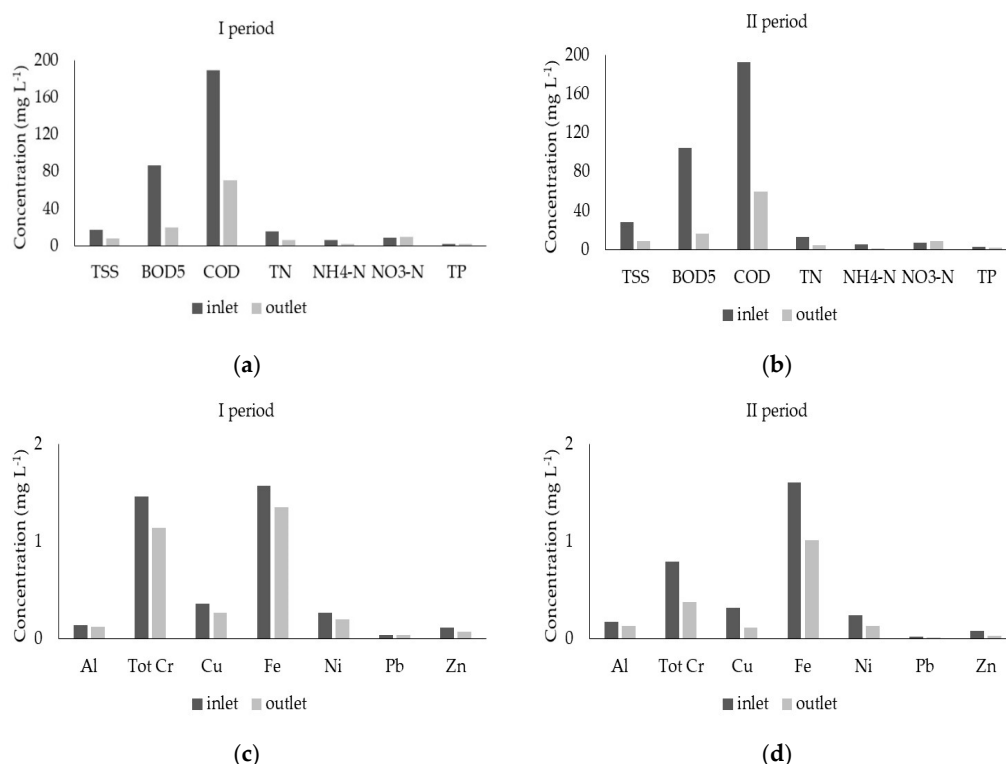 I period
Concentration (mg L⁻¹)
200
160
120
80
40
0
TSS BOD5 COD TN NH4-N NO3-N TP
inlet outlet
(a)
II period
Concentration (mg L⁻¹)
200
160
120
80
40
0
TSS BOD5 COD TN NH4-N NO3-N TP
inlet outlet
(b)
I period
Concentration (mg L⁻¹)
2
1
0
Al Tot Cr Cu Fe Ni Pb Zn
inlet outlet
(c)
II period
Concentration (mg L⁻¹)
2
1
0
Al Tot Cr Cu Fe Ni Pb Zn
inlet outlet
(d)